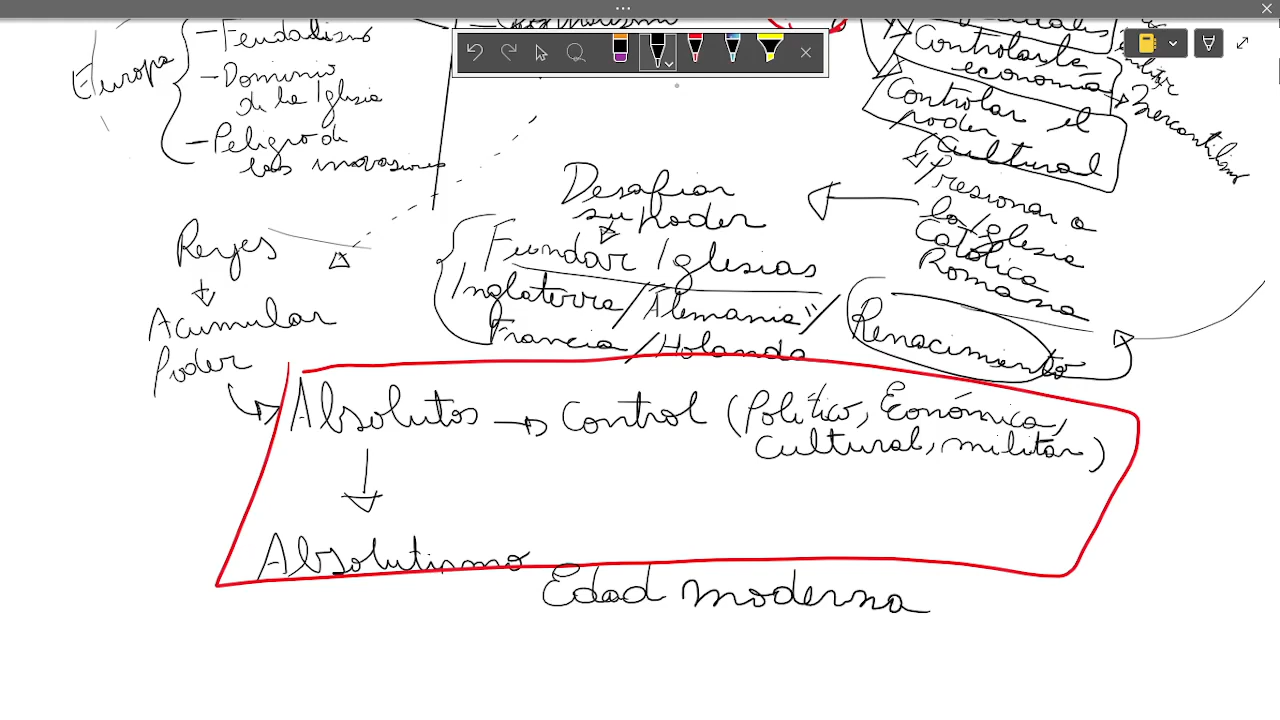 Europa
- Feudalismo
- Dominio
de la Iglesia
- Peligro de
las invasiones
Controlar la
economía
Mercantilismo
Controlar el
poder
Cultural
Presionar a
la Iglesia
Católica
Romana
Desafiar
su poder
Fundar Iglesias
Inglaterra / Alemania" /
Francia / Holanda
Renacimiento
Reyes
Acumular
Poder
Absolutos → Control (Político, Económica,
Cultural, militar)
Absolutismo
Edad moderna